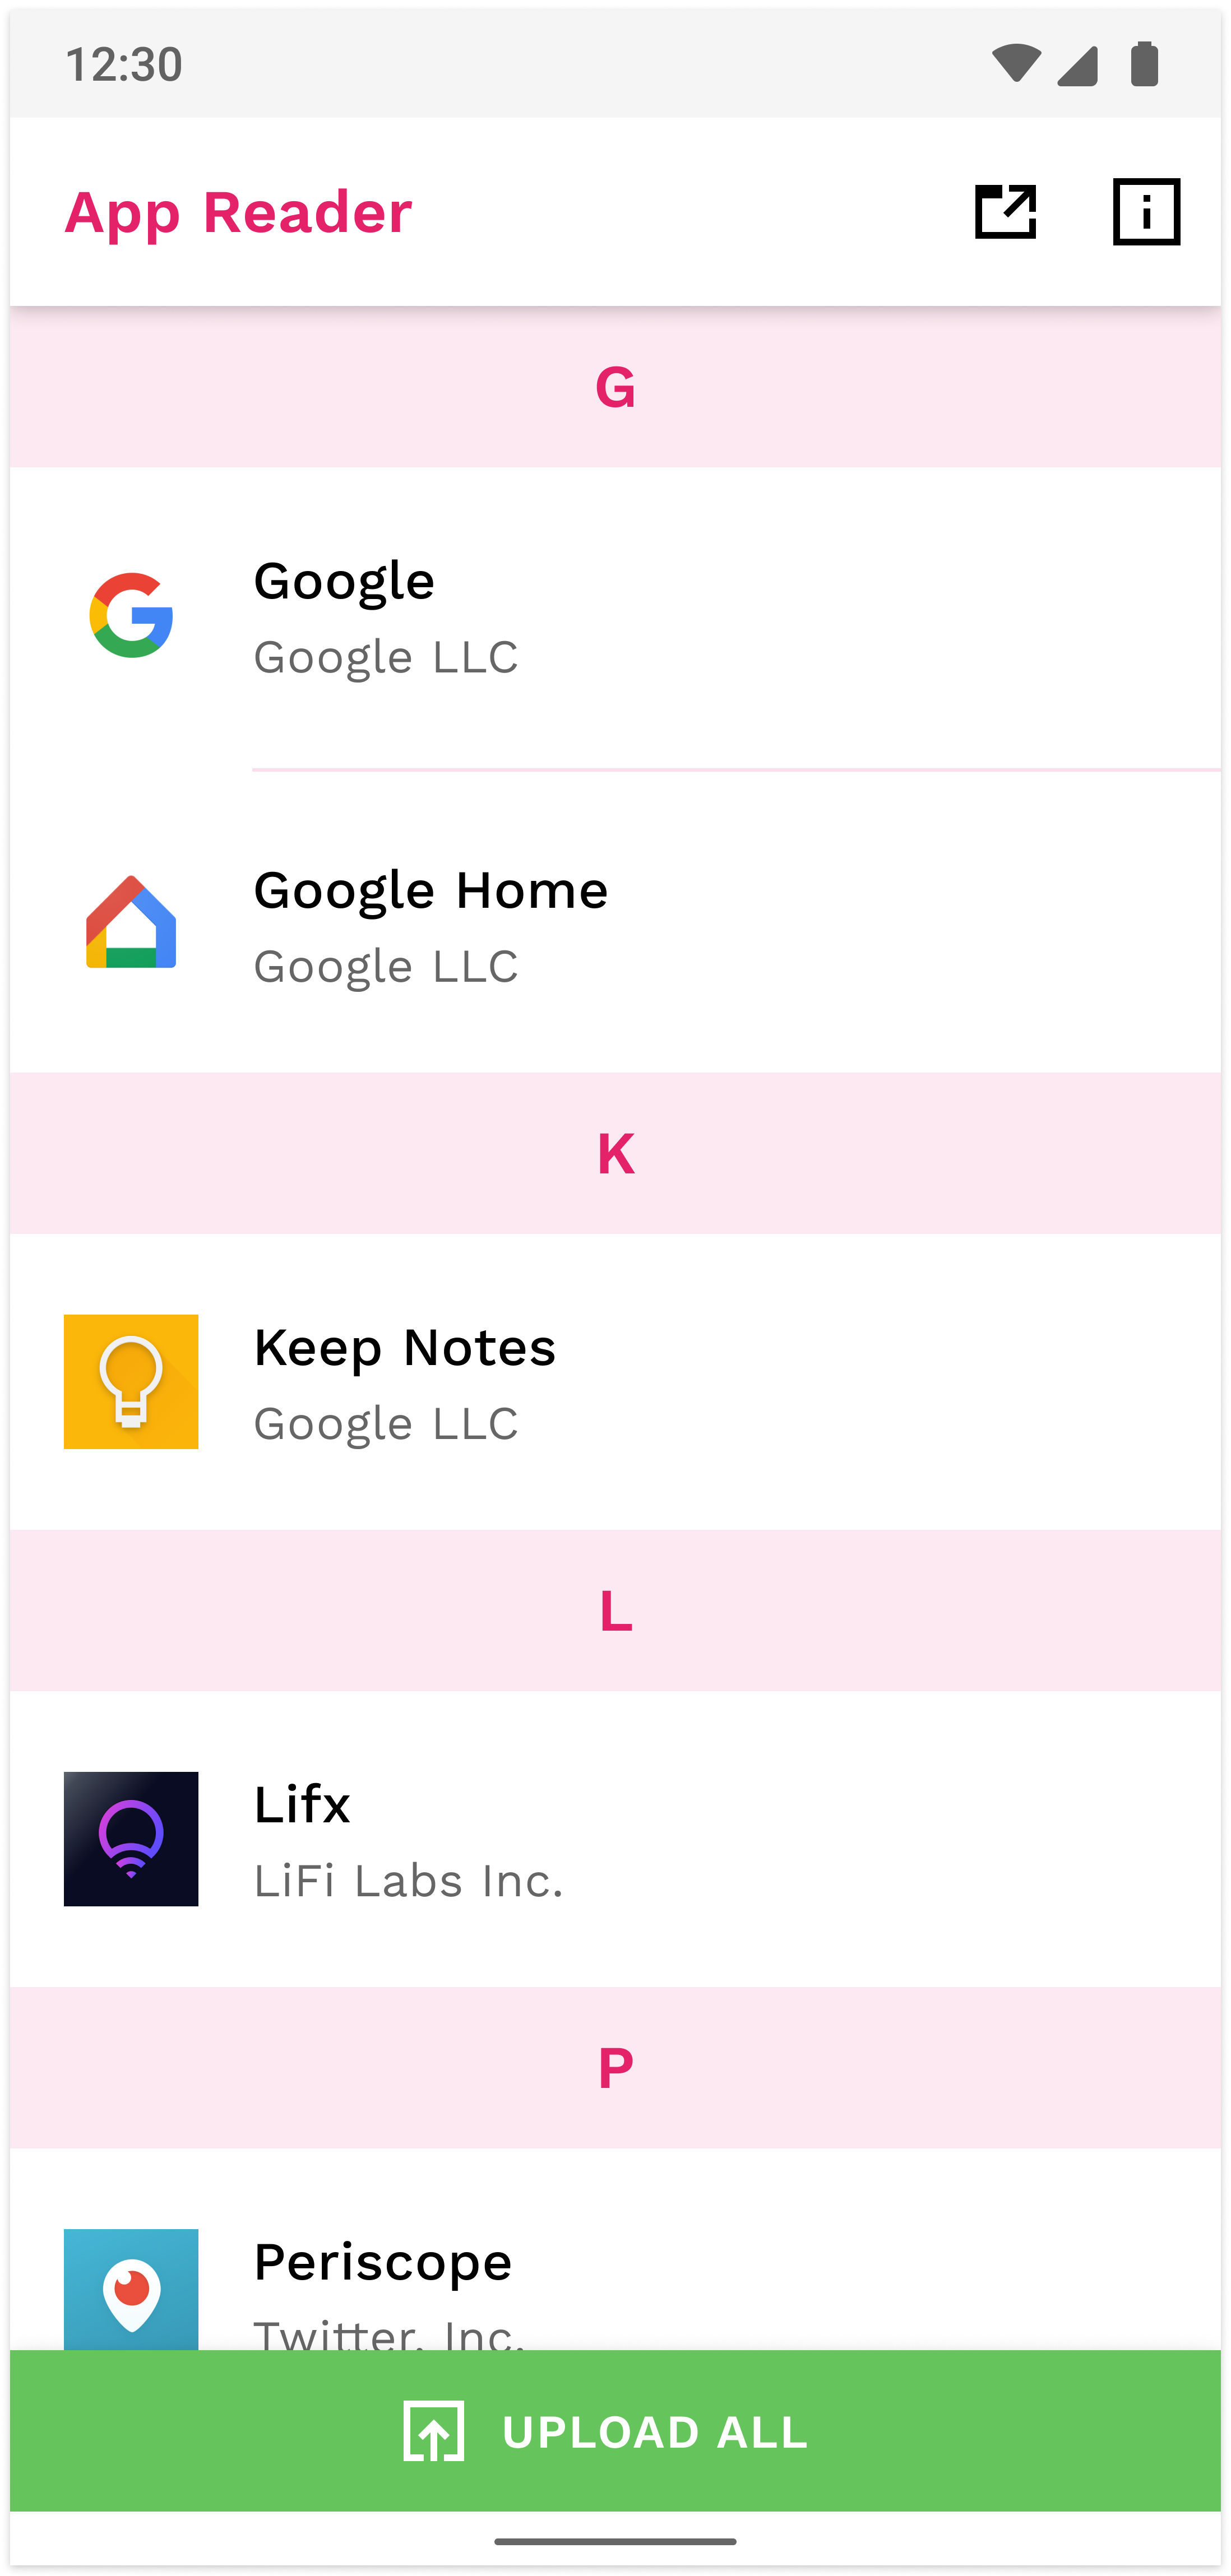 12:30
App Reader
G
Google
Google LLC
Google Home
Google LLC
K
Keep Notes
Google LLC
L
Lifx
LiFi Labs Inc.
P
Periscope
Twitter, Inc.
UPLOAD ALL